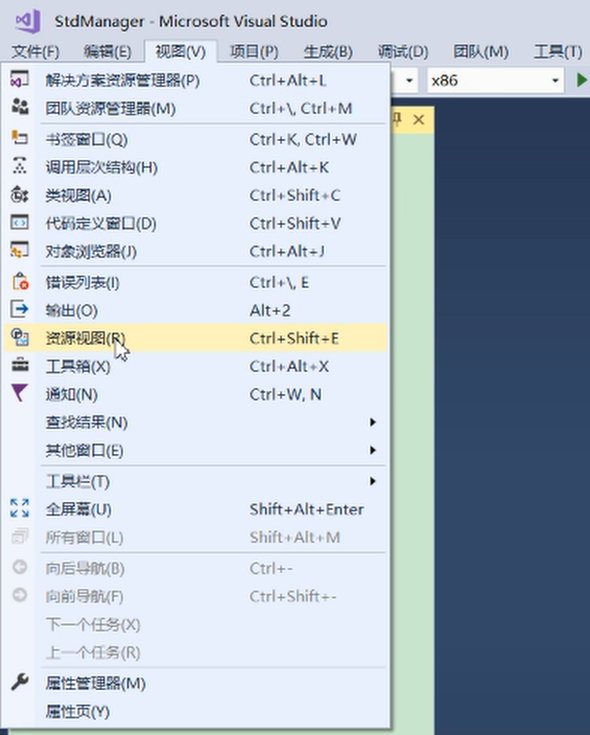 StdManager - Microsoft Visual Studio
文件(F) 编辑(E) 视图(V) 项目(P) 生成(B) 调试(D) 团队(M) 工具(T)
x86
解决方案资源管理器(P) Ctrl+Alt+L
团队资源管理器(M) Ctrl+\, Ctrl+M
书签窗口(Q) Ctrl+K, Ctrl+W
调用层次结构(H) Ctrl+Alt+K
类视图(A) Ctrl+Shift+C
代码定义窗口(D) Ctrl+Shift+V
对象浏览器(J) Ctrl+Alt+J
错误列表(I) Ctrl+\, E
输出(O) Alt+2
资源视图(R) Ctrl+Shift+E
工具箱(X) Ctrl+Alt+X
通知(N) Ctrl+W, N
查找结果(N)
其他窗口(E)
工具栏(T)
全屏幕(U) Shift+Alt+Enter
所有窗口(L) Shift+Alt+M
向后导航(B) Ctrl+-
向前导航(F) Ctrl+Shift+-
下一个任务(X)
上一个任务(R)
属性管理器(M)
属性页(Y)